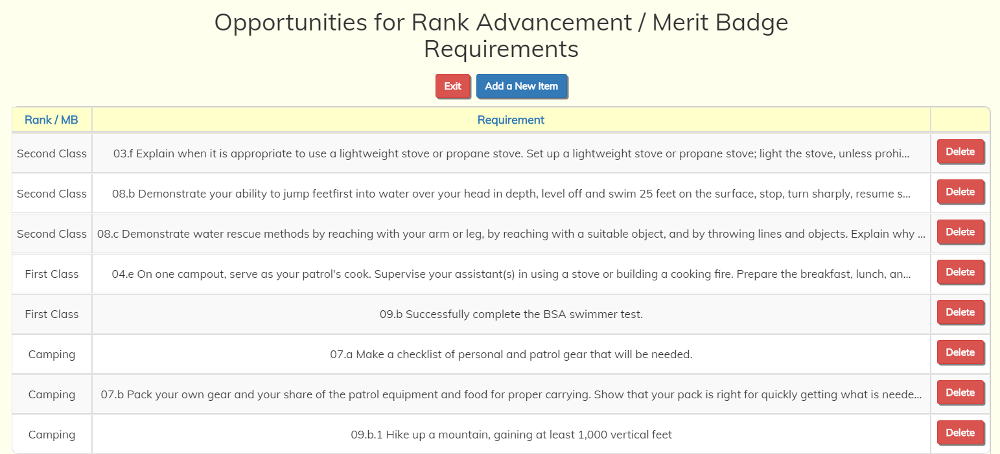 Opportunities for Rank Advancement / Merit Badge
Requirements
Exit Add a New Item
Rank / MB Requirement
Second Class 03.f Explain when it is appropriate to use a lightweight stove or propane stove. Set up a lightweight stove or propane stove; light the stove, unless prohi... Delete
Second Class 08.b Demonstrate your ability to jump feetfirst into water over your head in depth, level off and swim 25 feet on the surface, stop, turn sharply, resume s... Delete
Second Class 08.c Demonstrate water rescue methods by reaching with your arm or leg, by reaching with a suitable object, and by throwing lines and objects. Explain why ... Delete
First Class 04.e On one campout, serve as your patrol's cook. Supervise your assistant(s) in using a stove or building a cooking fire. Prepare the breakfast, lunch, an... Delete
First Class 09.b Successfully complete the BSA swimmer test. Delete
Camping 07.a Make a checklist of personal and patrol gear that will be needed. Delete
Camping 07.b Pack your own gear and your share of the patrol equipment and food for proper carrying. Show that your pack is right for quickly getting what is neede... Delete
Camping 09.b.1 Hike up a mountain, gaining at least 1,000 vertical feet Delete